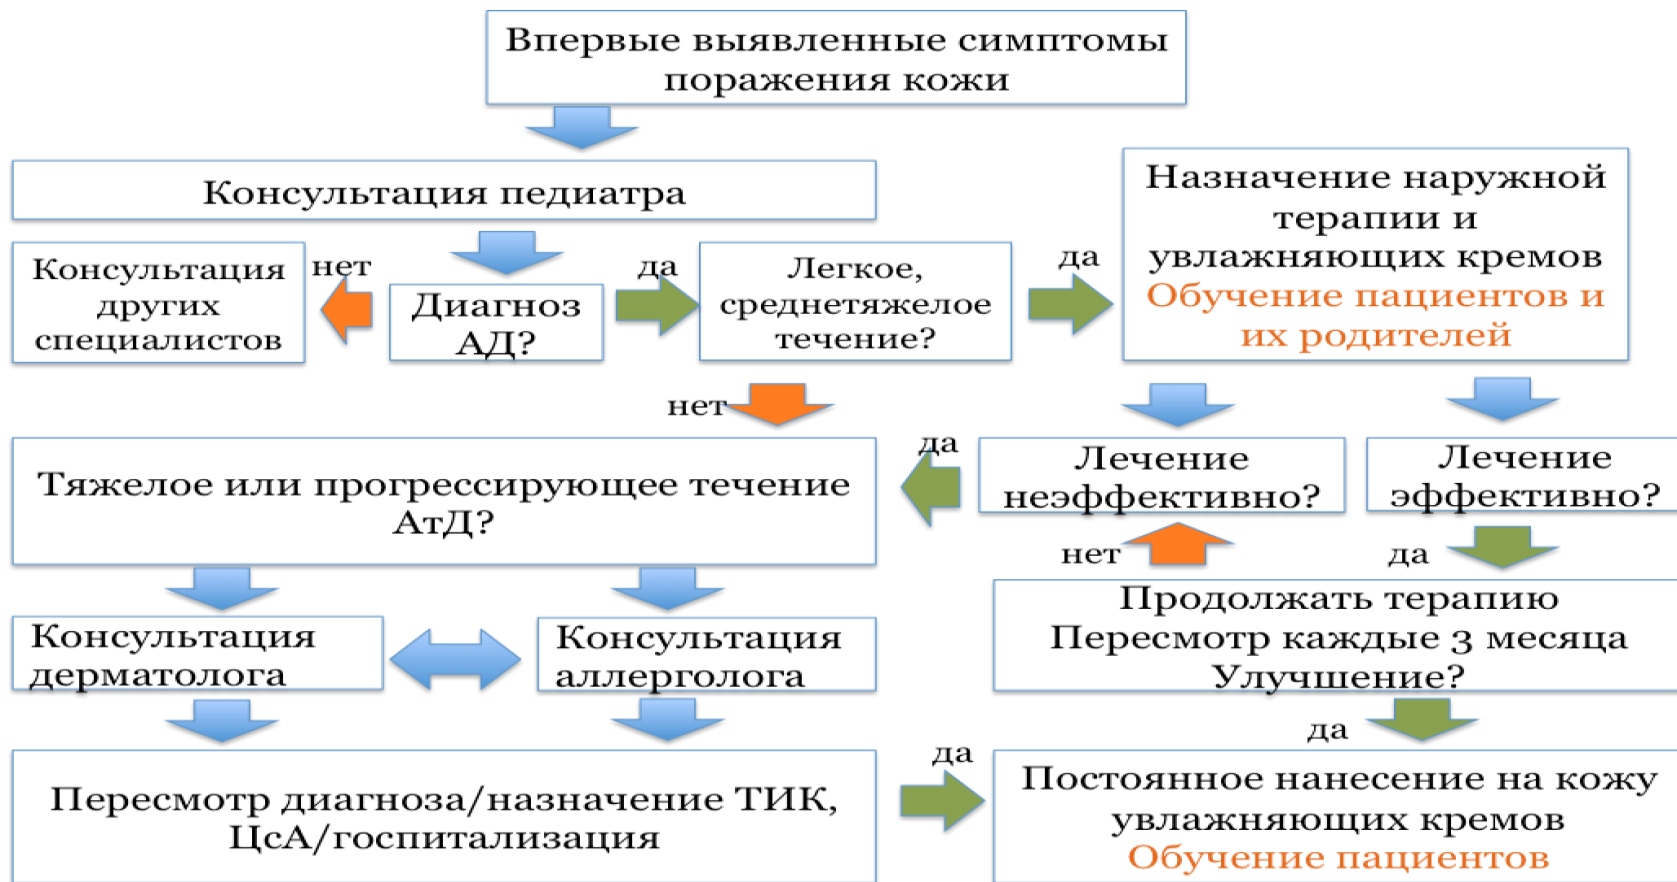 Впервые выявленные симптомы
поражения кожи
Консультация педиатра
Назначение наружной
терапии и
увлажняющих кремов
Обучение пациентов и
их родителей
Консультация
других
специалистов
нет
Диагноз
АД?
да
Легкое,
среднетяжелое
течение?
да
нет
Тяжелое или прогрессирующее течение
АтД?
да
Лечение
неэффективно?
Лечение
эффективно?
нет
да
Продолжать терапию
Пересмотр каждые 3 месяца
Улучшение?
Консультация
дерматолога
Консультация
аллерголога
да
Пересмотр диагноза/назначение ТИК,
ЦсА/госпитализация
да
Постоянное нанесение на кожу
увлажняющих кремов
Обучение пациентов